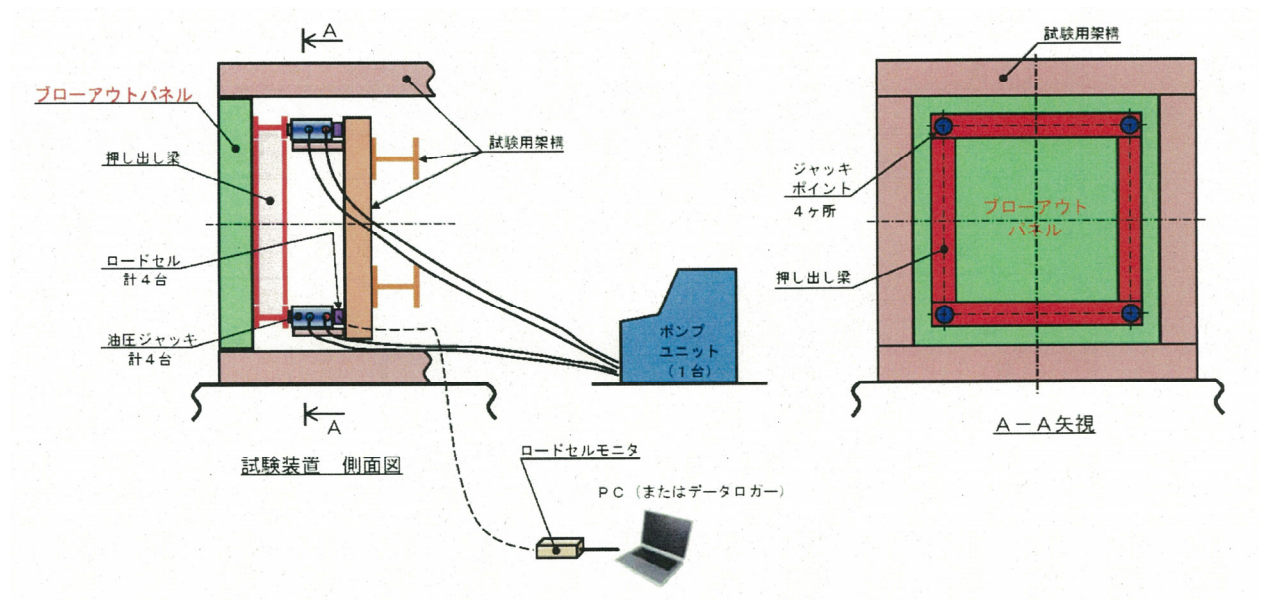 A
ブローアウトパネル
押し出し梁
試験用架構
ロードセル
計４台
油圧ジャッキ
計４台
ポンプ
ユニット
（１台）
A
試験装置　側面図
ロードセルモニタ
ＰＣ（またはデータロガー）
試験用架構
ジャッキ
ポイント
４ヶ所
ブローアウト
パネル
押し出し梁
Ａ－Ａ矢視